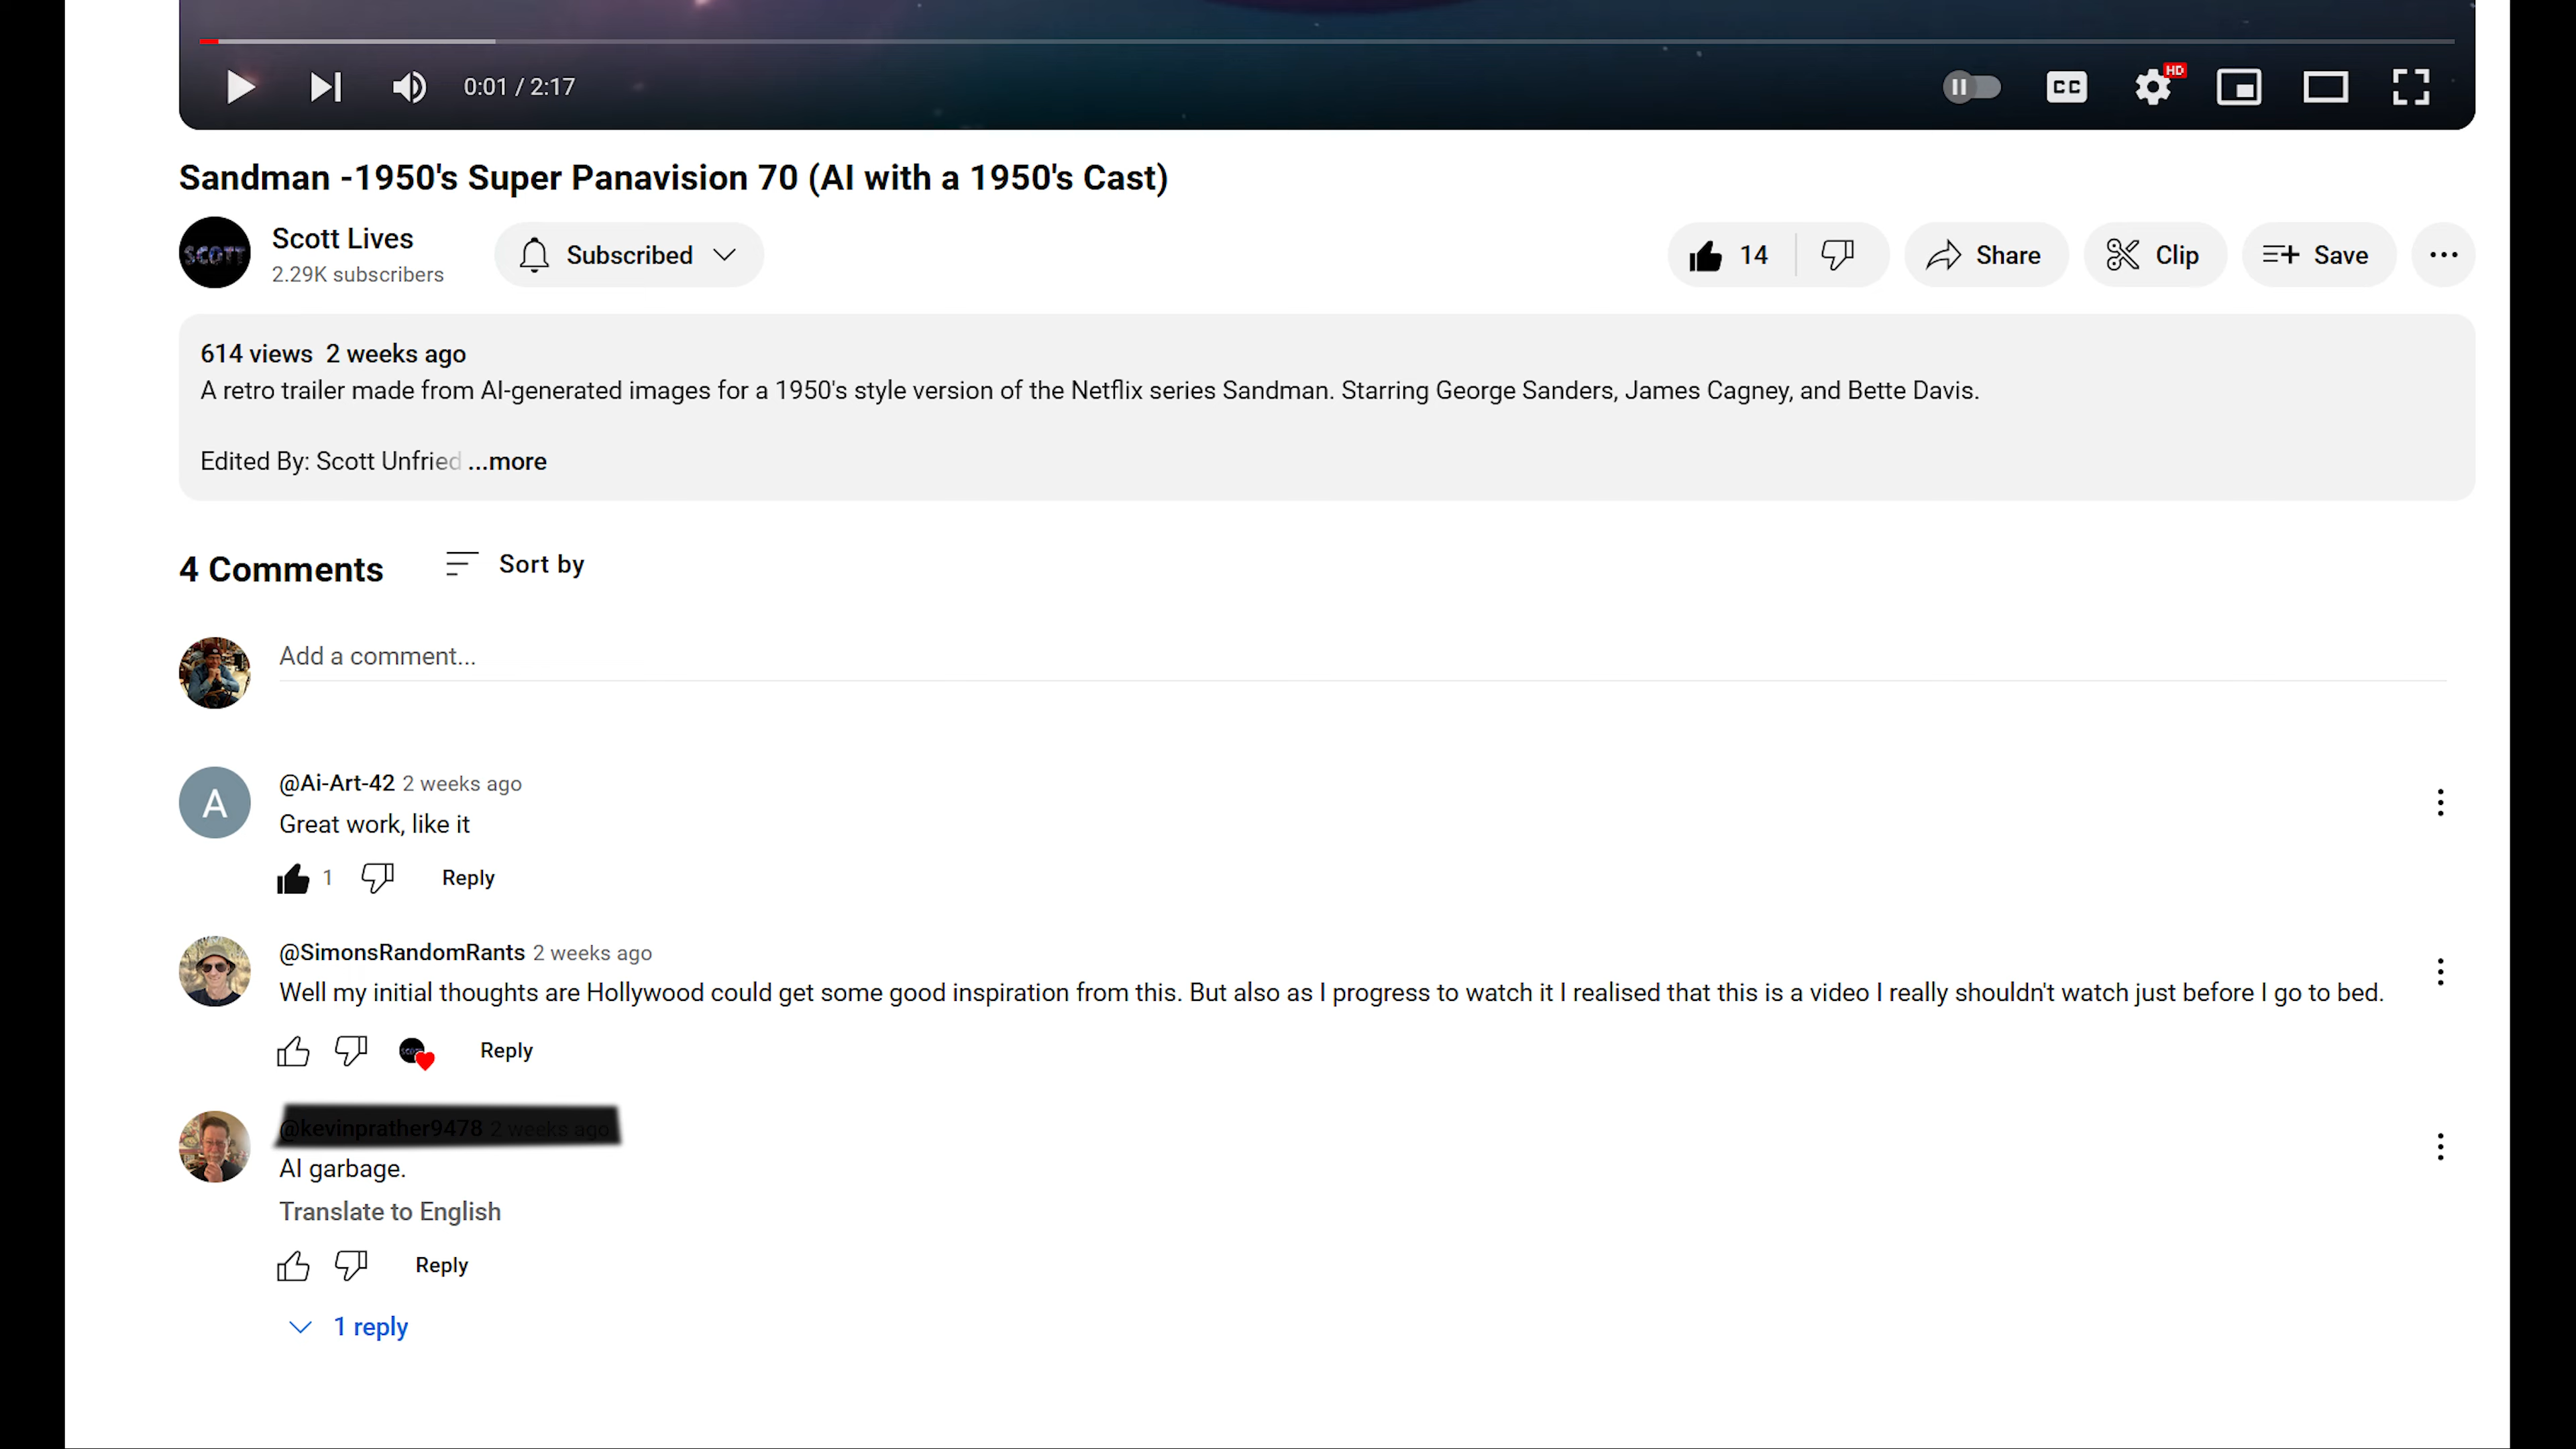 0:01 / 2:17
CC
HD
Sandman -1950's Super Panavision 70 (AI with a 1950's Cast)
SCOTT
Scott Lives
2.29K subscribers
Subscribed
14
Share
Clip
Save
614 views 2 weeks ago
A retro trailer made from AI-generated images for a 1950's style version of the Netflix series Sandman. Starring George Sanders, James Cagney, and Bette Davis.
Edited By: Scott Unfried ...more
4 Comments
Sort by
Add a comment...
A
@Ai-Art-42 2 weeks ago
Great work, like it
1
Reply
@SimonsRandomRants 2 weeks ago
Well my initial thoughts are Hollywood could get some good inspiration from this. But also as I progress to watch it I realised that this is a video I really shouldn't watch just before I go to bed.
Reply
AI garbage.
Translate to English
Reply
1 reply